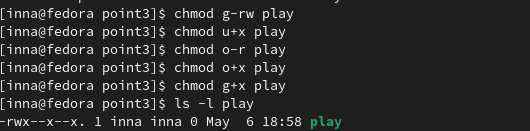 [inna@fedora point3]$ chmod g-rw play
[inna@fedora point3]$ chmod u+x play
[inna@fedora point3]$ chmod o-r play
[inna@fedora point3]$ chmod o+x play
[inna@fedora point3]$ chmod g+x play
[inna@fedora point3]$ ls -l play
-rwx--x--x. 1 inna inna 0 May  6 18:58 play